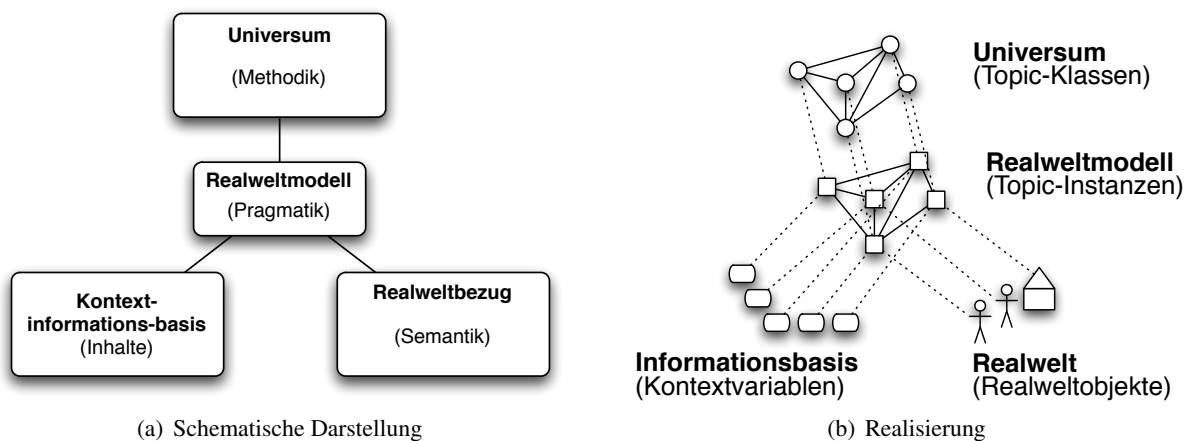 Universum
(Methodik)
Realweltmodell
(Pragmatik)
Kontext-
informations-basis
(Inhalte)
Realweltbezug
(Semantik)
(a) Schematische Darstellung
Universum
(Topic-Klassen)
Realweltmodell
(Topic-Instanzen)
Informationsbasis
(Kontextvariablen)
Realwelt
(Realweltobjekte)
(b) Realisierung